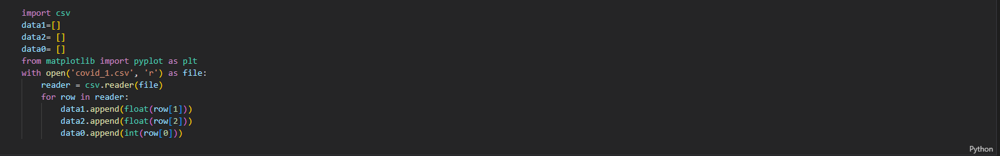 import csv
data1=[]
data2= []
data0= []
from matplotlib import pyplot as plt
with open('covid_1.csv', 'r') as file:
    reader = csv.reader(file)
    for row in reader:
        data1.append(float(row[1]))
        data2.append(float(row[2]))
        data0.append(int(row[0]))
Python